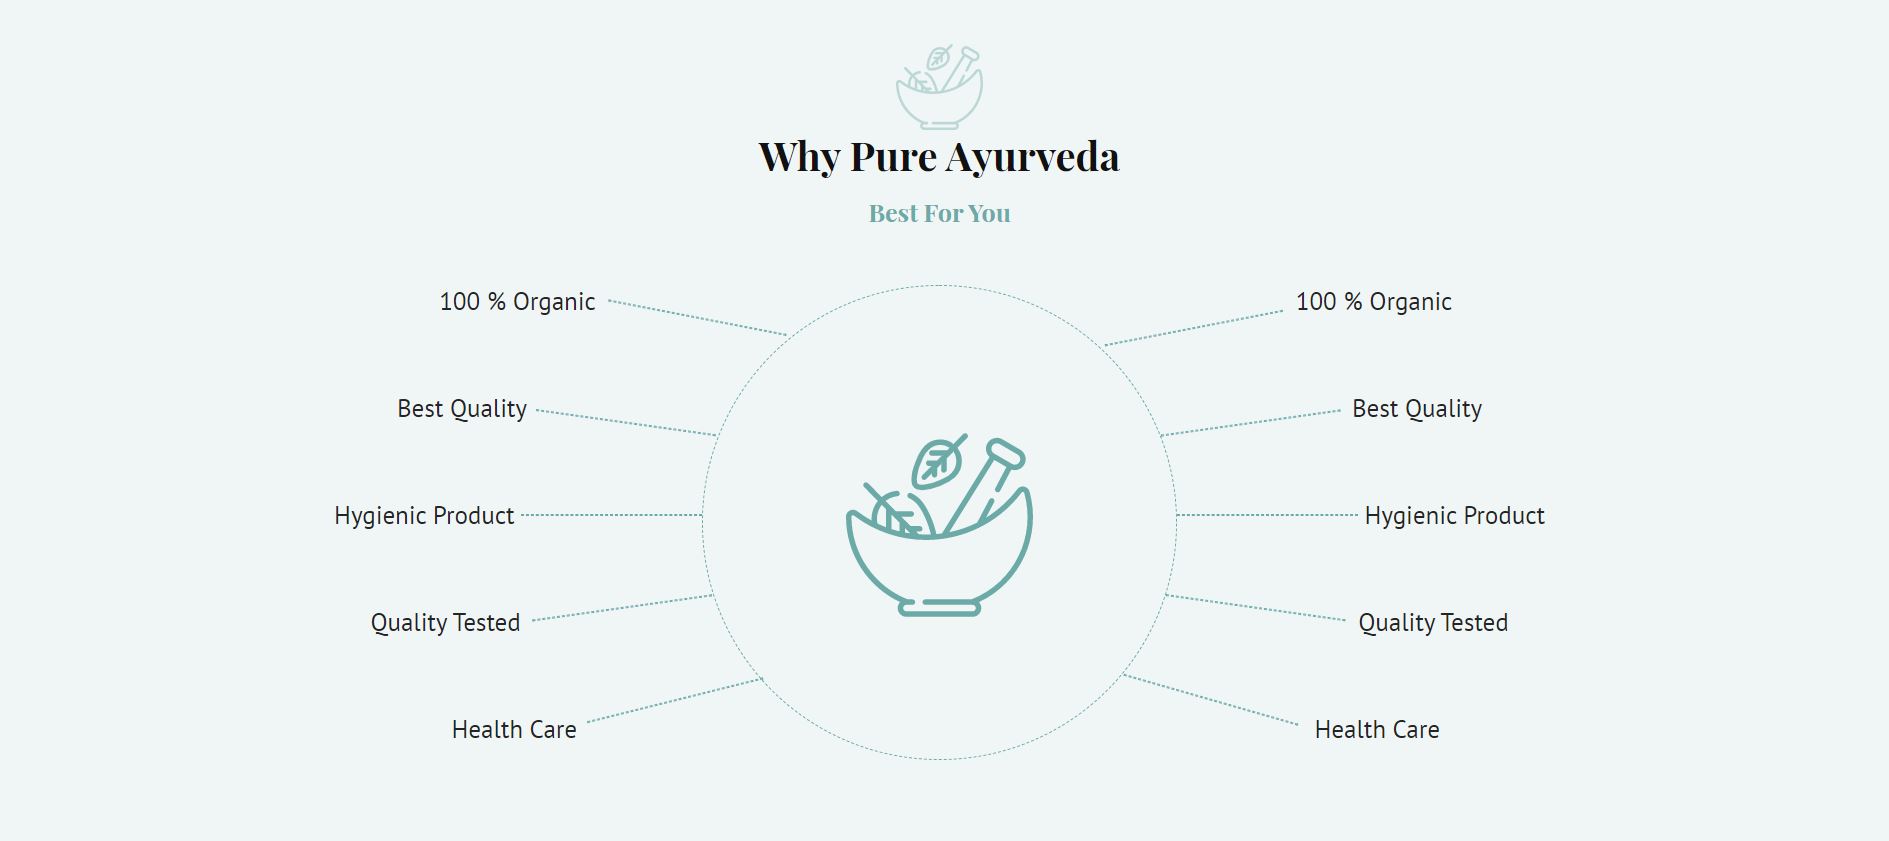 Why Pure Ayurveda
Best For You
100 % Organic
Best Quality
Hygienic Product
Quality Tested
Health Care
100 % Organic
Best Quality
Hygienic Product
Quality Tested
Health Care